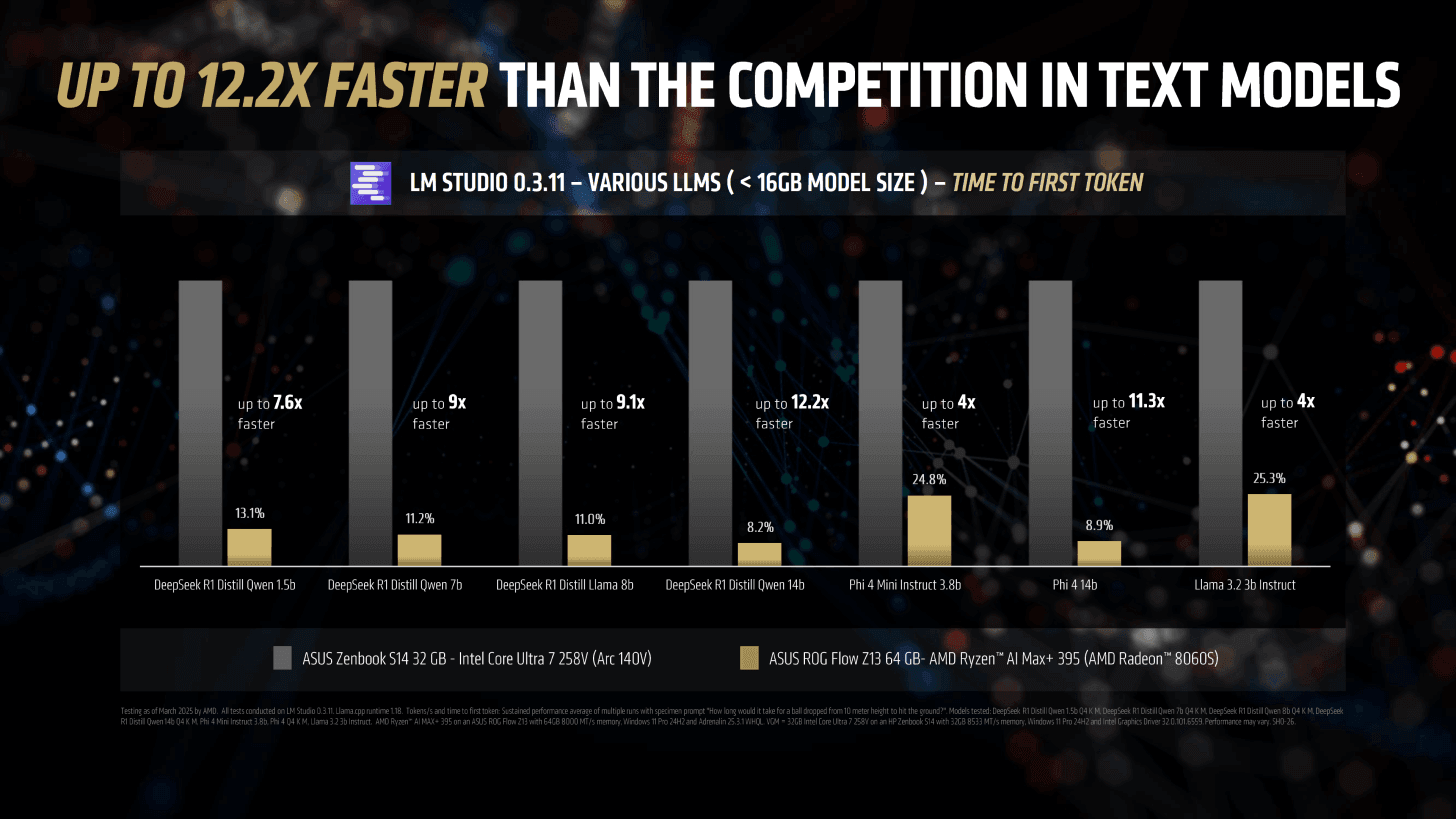 UP TO 12.2X FASTER THAN THE COMPETITION IN TEXT MODELS
LM STUDIO 0.3.11 – VARIOUS LLMS ( < 16GB MODEL SIZE ) – TIME TO FIRST TOKEN
up to 7.6x
faster
up to 9x
faster
up to 9.1x
faster
up to 12.2x
faster
up to 4x
faster
up to 11.3x
faster
up to 4x
faster
13.1%
11.2%
11.0%
8.2%
24.8%
8.9%
25.3%
DeepSeek R1 Distill Qwen 1.5b
DeepSeek R1 Distill Qwen 7b
DeepSeek R1 Distill Llama 8b
DeepSeek R1 Distill Qwen 14b
Phi 4 Mini Instruct 3.8b
Phi 4 14b
Llama 3.2 3b Instruct
ASUS Zenbook S14 32 GB - Intel Core Ultra 7 258V (Arc 140V)
ASUS ROG Flow Z13 64 GB- AMD Ryzen™ AI Max+ 395 (AMD Radeon™ 8060S)
Testing as of March 2025 by AMD. All tests conducted on LM Studio 0.3.11. Llama.cpp runtime 1.18. Tokens/s and time to first token: Sustained performance average of multiple runs with specimen prompt "How long would it take for a ball dropped from 10 meter height to hit the ground?". Models tested: DeepSeek R1 Distill Qwen 1.5b Q4 K M, DeepSeek R1 Distill Qwen 7b Q4 K M, DeepSeek R1 Distill Qwen 8b Q4 K M, DeepSeek
R1 Distill Qwen 14b Q4 K M, Phi 4 Mini Instruct 3.8b, Phi 4 Q4 K M, Llama 3.2 3b Instruct. AMD Ryzen™ AI MAX+ 395 on an ASUS ROG Flow Z13 with 64GB 8000 MT/s memory, Windows 11 Pro 24H2 and Adrenalin 25.3.1 WHQL. VGM = 32GB Intel Core Ultra 7 258V on an HP Zenbook S14 with 32GB 8533 MT/s memory, Windows 11 Pro 24H2 and Intel Graphics Driver 32.0.101.6559. Performance may vary. SHO-26.